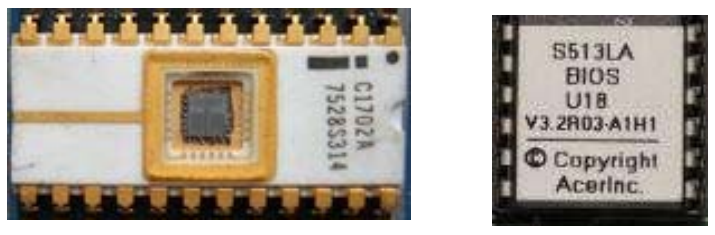 C1702A
7528S314
S513LA
BIOS
U18
V3.2R03-A1H1
© Copyright
AcerInc.